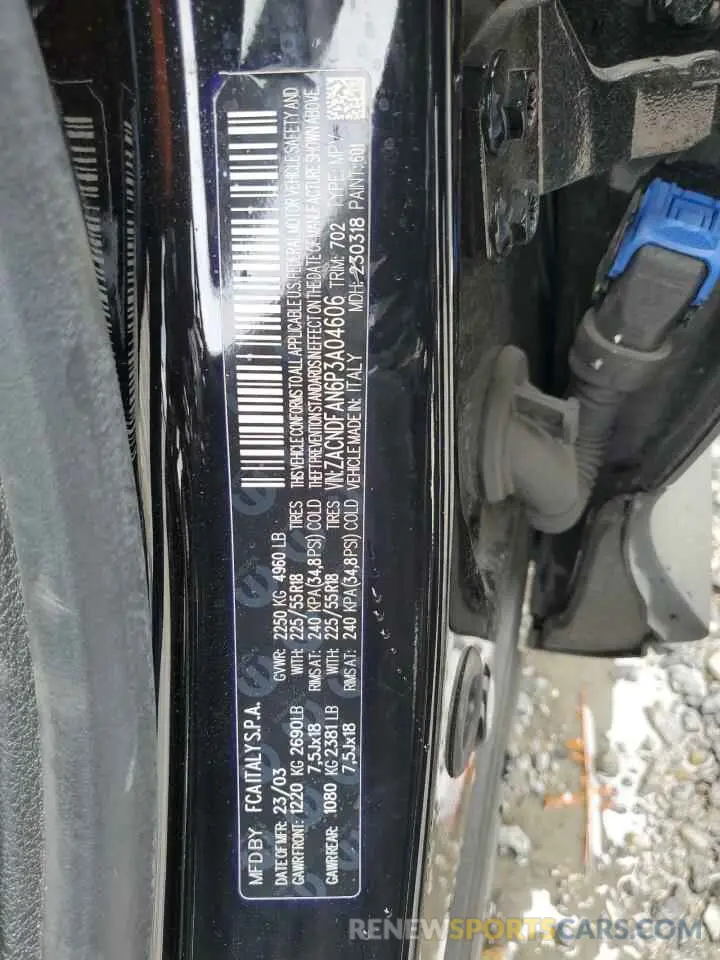 MFD BY FCA ITALY S.P.A.
DATE OF MFR: 23/03 GVWR: 2250 KG 4960 LB
GAWR FRONT: 1220 KG 2690 LB WITH: 225/55R18 TIRES
7,5Jx18 RIMS AT: 240 KPA(34,8PSI) COLD
GAWR REAR: 1080 KG 2381 LB WITH: 225/55R18 TIRES
7,5Jx18 RIMS AT: 240 KPA(34,8PSI) COLD
THIS VEHICLE CONFORMS TO ALL APPLICABLE U.S. FEDERAL MOTOR VEHICLE SAFETY AND
THEFT PREVENTION STANDARDS IN EFFECT ON THE DATE OF MANUFACTURE SHOWN ABOVE.
VIN: ZACNDFAN6P3A04606 TRIM: 702 TYPE: MPV
VEHICLE MADE IN: ITALY MDH: 230318 PAINT: 601
RENEWSPORTSCARS.COM